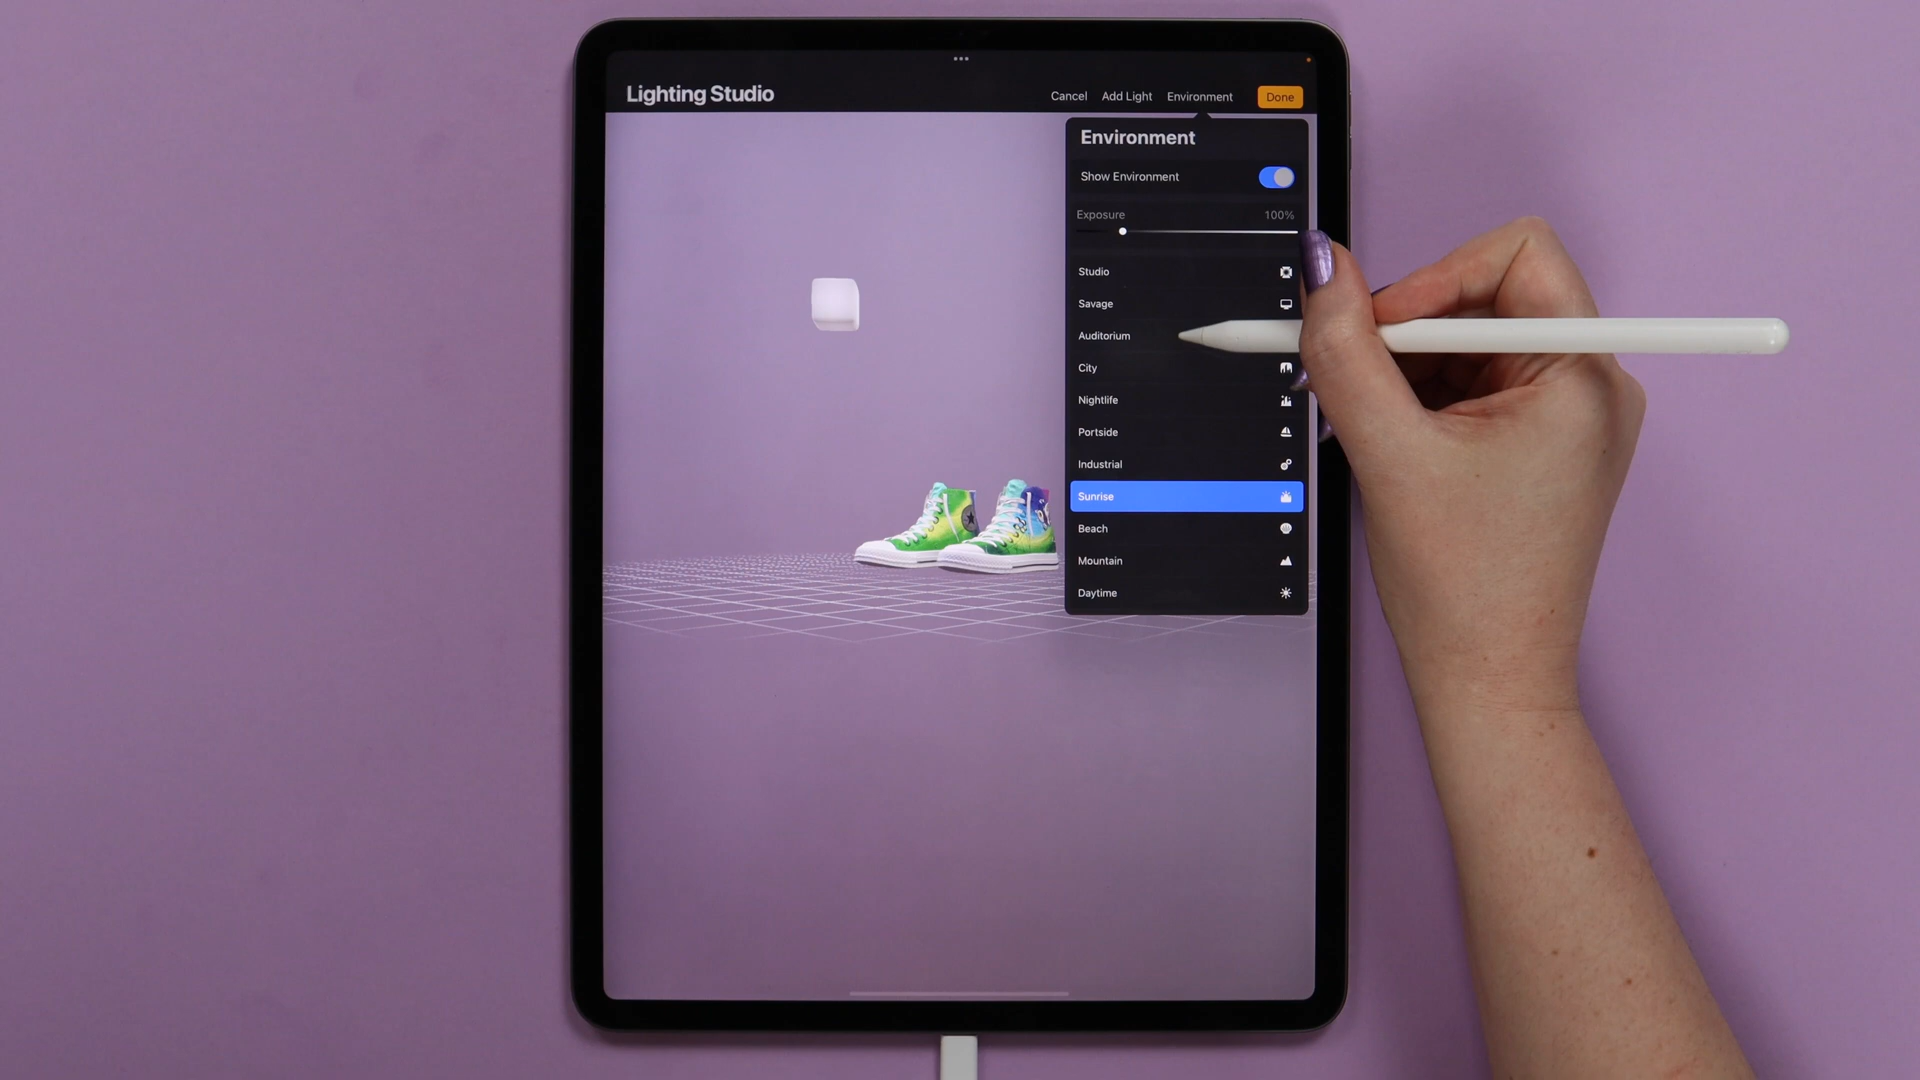 Lighting Studio
Cancel Add Light Environment Done
Environment
Show Environment
Exposure 100%
Studio
Savage
Auditorium
City
Nightlife
Portside
Industrial
Sunrise
Beach
Mountain
Daytime